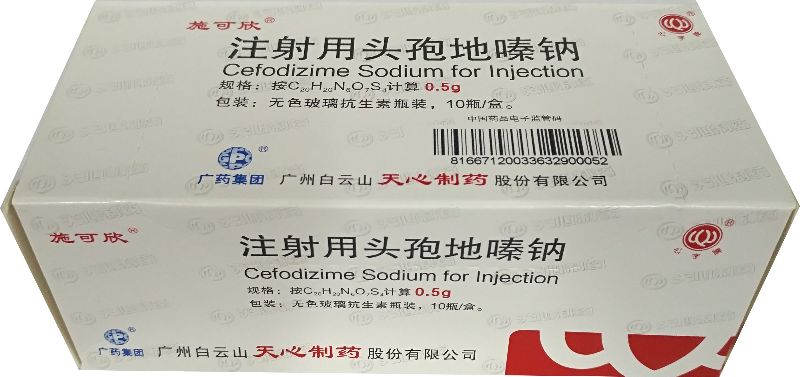 施可欣®
注射用头孢地嗪钠
Cefodizime Sodium for Injection
规格：按C₂₀H₂₀N₆O₇S₄计算 0.5g
包装：无色玻璃抗生素瓶装，10瓶/盒。
中国药品电子监管码
81667120033632900052
GPC®
广药集团 广州白云山 天心制药 股份有限公司
施可欣®
注射用头孢地嗪钠
Cefodizime Sodium for Injection
规格：按C₂₀H₂₀N₆O₇S₄计算 0.5g
包装：无色玻璃抗生素瓶装，10瓶/盒。
广药集团 广州白云山 天心制药 股份有限公司